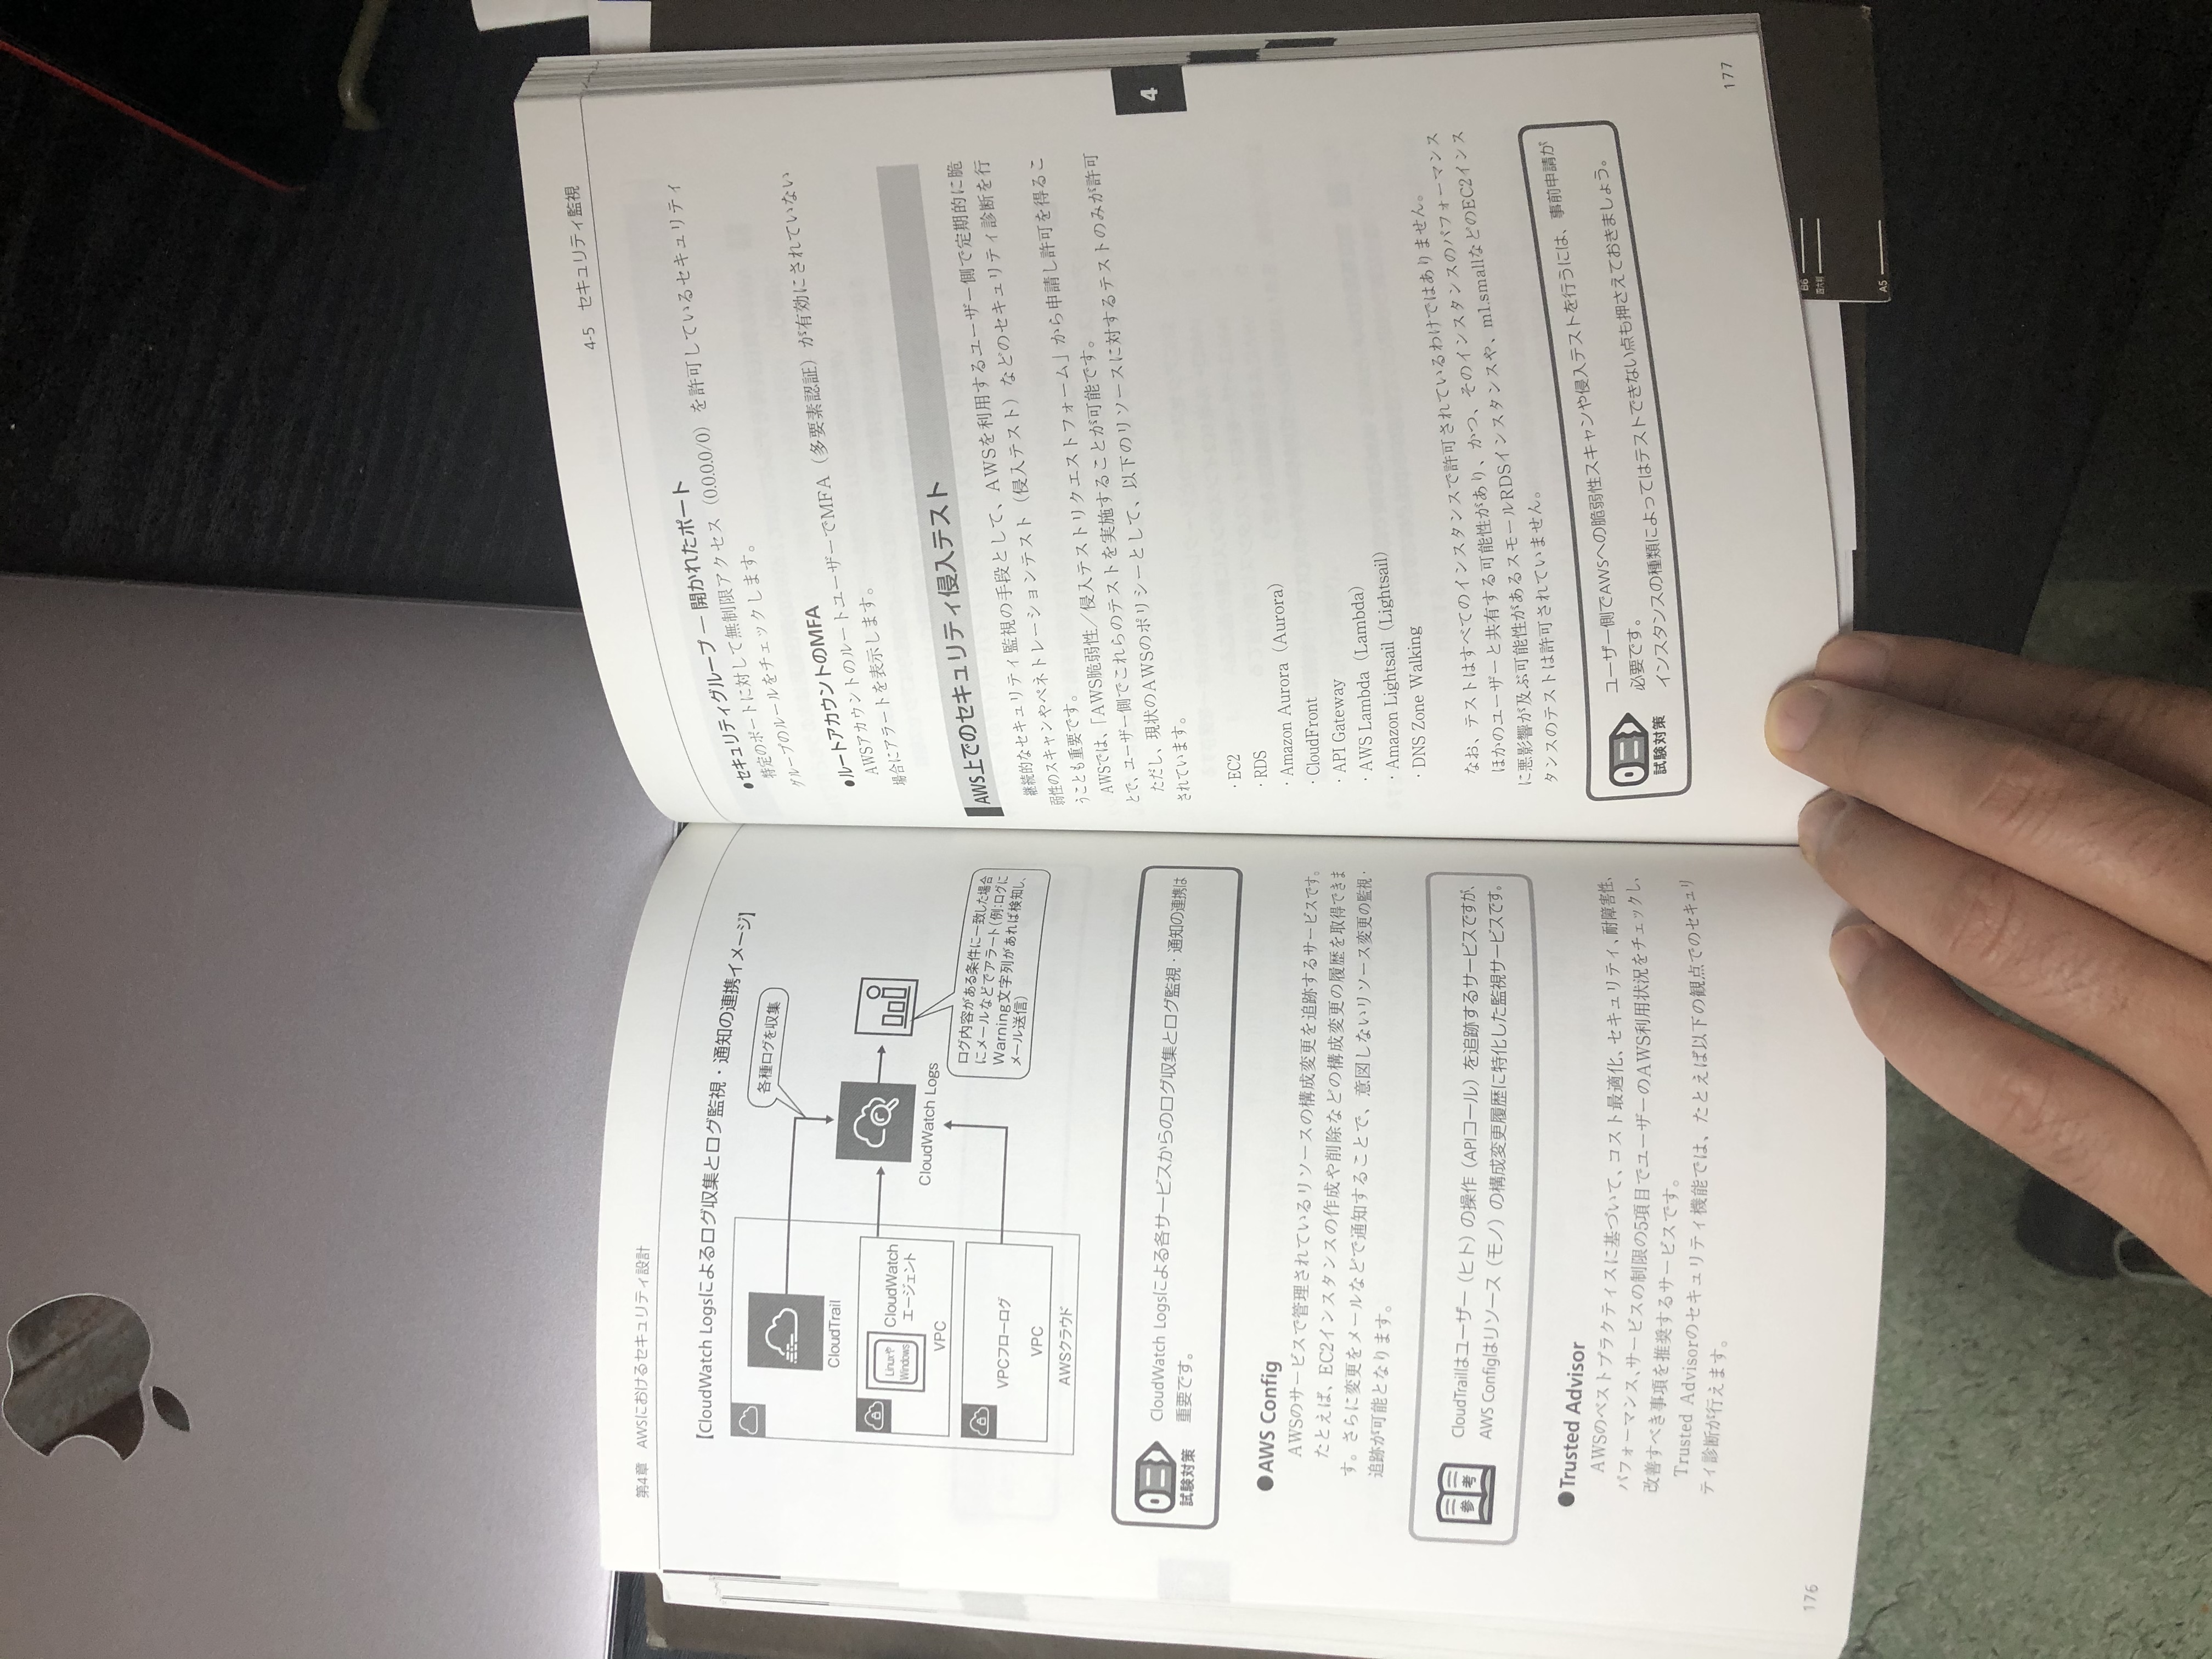 第4章 AWSにおけるセキュリティ設計
【CloudWatch Logsによるログ収集とログ監視・通知の連携イメージ】
各種ログを収集
CloudTrail
Linuxや
Windows
CloudWatch
エージェント
VPC
CloudWatch Logs
VPCフローログ
VPC
AWSクラウド
ログ内容がある条件に一致した場合
にメールなどでアラート(例:ログに
Warning文字列があれば検知し、
メール送信)
試験対策
CloudWatch Logsによる各サービスからのログ収集とログ監視・通知の連携は
重要です。
●AWS Config
AWSのサービスで管理されているリソースの構成変更を追跡するサービスです。
たとえば、EC2インスタンスの作成や削除などの構成変更の履歴を取得できま
す。さらに変更をメールなどで通知することで、意図しないリソース変更の監視・
追跡が可能となります。
参考
CloudTrailはユーザー(ヒト)の操作(APIコール)を追跡するサービスですが、
AWS Configはリソース(モノ)の構成変更履歴に特化した監視サービスです。
●Trusted Advisor
AWSのベストプラクティスに基づいて、コスト最適化、セキュリティ、耐障害性、
パフォーマンス、サービスの制限の5項目でユーザーのAWS利用状況をチェックし、
改善すべき事項を推奨するサービスです。
Trusted Advisorのセキュリティ機能では、たとえば以下の観点でのセキュリ
ティ診断が行えます。
176
4-5 セキュリティ監視
●セキュリティグループ ー 開かれたポート
特定のポートに対して無制限アクセス(0.0.0.0/0)を許可しているセキュリティ
グループのルールをチェックします。
●ルートアカウントのMFA
AWSアカウントのルートユーザーでMFA(多要素認証)が有効にされていない
場合にアラートを表示します。
AWS上でのセキュリティ侵入テスト
継続的なセキュリティ監視の手段として、AWSを利用するユーザー側で定期的に脆
弱性のスキャンやペネトレーションテスト(侵入テスト)などのセキュリティ診断を行
うことも重要です。
AWSでは、「AWS脆弱性/侵入テストリクエストフォーム」から申請し許可を得るこ
とで、ユーザー側でこれらのテストを実施することが可能です。
ただし、現状のAWSのポリシーとして、以下のリソースに対するテストのみが許可
されています。
・EC2
・RDS
・Amazon Aurora(Aurora)
・CloudFront
・API Gateway
・AWS Lambda(Lambda)
・Amazon Lightsail(Lightsail)
・DNS Zone Walking
なお、テストはすべてのインスタンスで許可されているわけではありません。
ほかのユーザーと共有する可能性があり、かつ、そのインスタンスのパフォーマンス
に悪影響が及ぶ可能性があるスモールRDSインスタンスや、m1.smallなどのEC2インス
タンスのテストは許可されていません。
試験対策
ユーザー側でAWSへの脆弱性スキャンや侵入テストを行うには、事前申請が
必要です。
インスタンスの種類によってはテストできない点も押さえておきましょう。
4
177
B6
四六判
A5